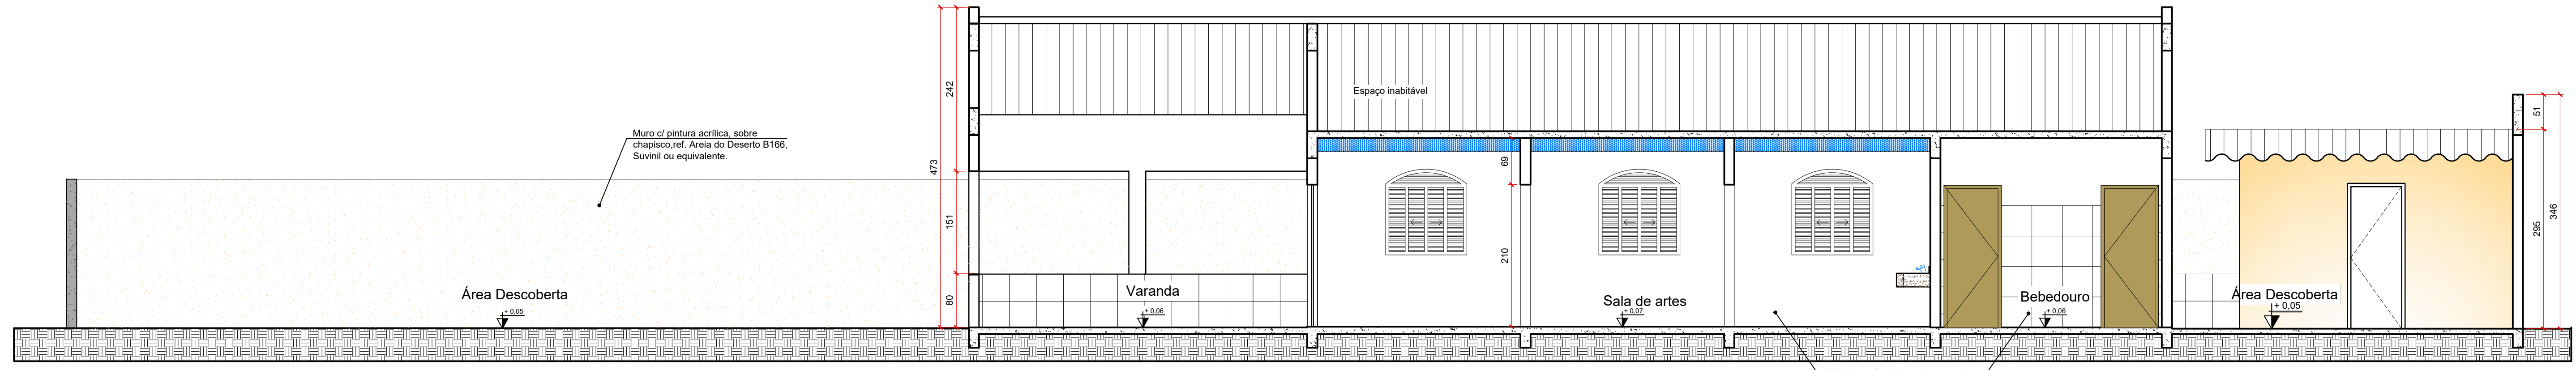 242
51
Espaço inabitável
Muro c/ pintura acrílica, sobre
chapisco,ref. Areia do Deserto B166,
Suvinil ou equivalente.
473
69
346
151
295
210
80
Área Descoberta
+ 0,05
Varanda
+ 0,06
Sala de artes
+ 0,07
Bebedouro
+ 0,06
Área Descoberta
+ 0,05